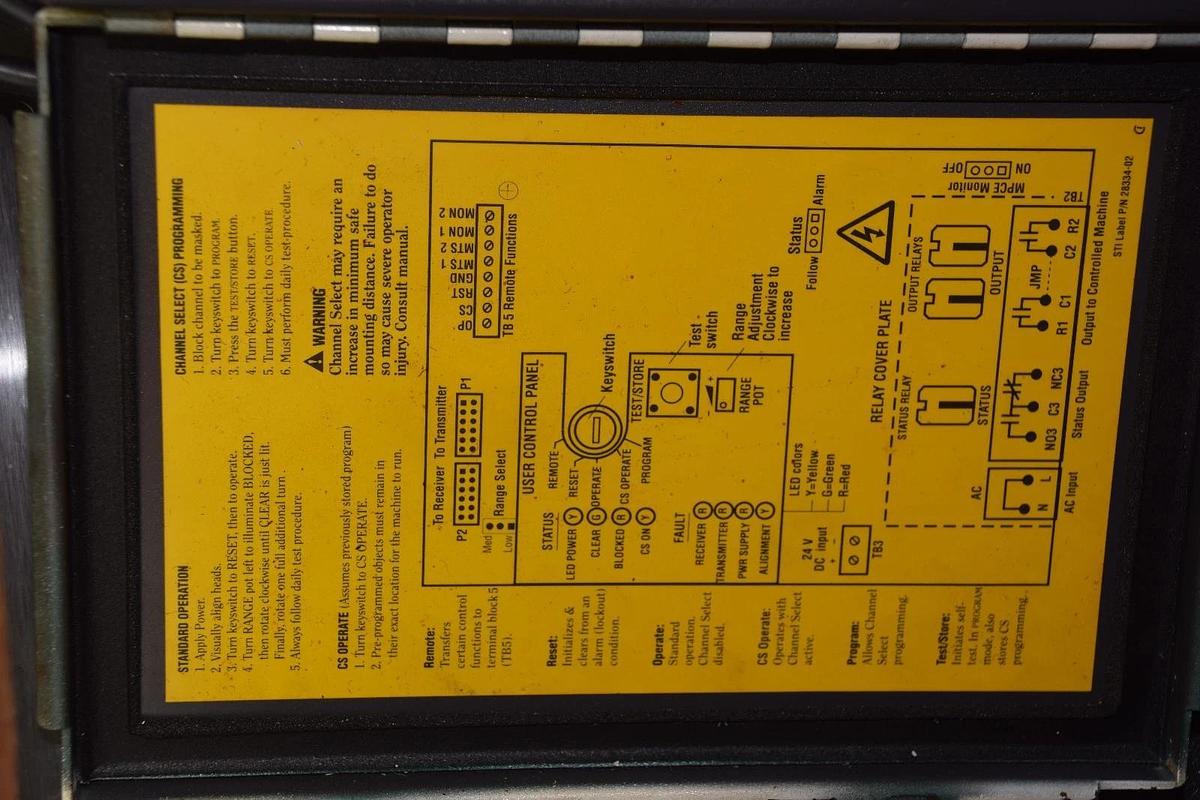 STANDARD OPERATION
1. Apply Power.
2. Visually align heads.
3. Turn keyswitch to RESET, then to operate.
4. Turn RANGE pot left to illuminate BLOCKED,
then rotate clockwise until CLEAR is just lit.
Finally, rotate one full additional turn
5. Always follow daily test procedure.
CS OPERATE (Assumes previously stored program)
1. Turn keyswitch to CS OPERATE.
2. Pre-programmed objects must remain in
their exact location for the machine to run.
CHANNEL SELECT (CS) PROGRAMMING
1. Block channel to be masked.
2. Turn keyswitch to PROGRAM.
3. Press the TEST/STORE button.
4. Turn keyswitch to RESET.
5. Turn keyswitch to CS OPERATE
6. Must perform daily test procedure.
WARNING
Channel Select may require an
increase in minimum safe
mounting distance. Failure to do
so may cause severe operator
injury. Consult manual.
Remote:
Transfers
certain control
functions to
terminal block 5
(TB5).
Reset:
Initializes &
clears from an
alarm (lockout)
condition.
Operate:
Standard
operation.
Channel Select
disabled.
CS Operate:
Operates with
Channel Select
active.
Program:
Allows Channel
Select
programming.
Test/Store:
Initiates self-
test. In PROGRAM
mode, also
stores CS
programming.
To Receiver To Transmitter
P2 P1
Med
Low
Range Select
OP CS RST GND MTS 1 MTS 2 MON 1 MON 2
TB 5 Remote Functions
USER CONTROL PANEL
STATUS
LED POWER Y
CLEAR G
BLOCKED R
CS ON Y
REMOTE
RESET
OPERATE
CS OPERATE
PROGRAM
Keyswitch
TEST/STORE
Test
switch
- +
RANGE
POT
Range
Adjustment
Clockwise to
increase
FAULT
RECEIVER R
TRANSMITTER R
PWR SUPPLY R
ALIGNMENT Y
LED colors
Y=Yellow
G=Green
R=Red
Status
Follow Alarm
24 V
DC input
- +
TB3
RELAY COVER PLATE
STATUS RELAY
STATUS
OUTPUT RELAYS
OUTPUT
MPCE Monitor
ON OFF
TB2
AC
N L
AC Input
NO3 C3 NC3
Status Output
R1 C1 JMP C2 R2
Output to Controlled Machine
STI Label P/N 28334-02
D